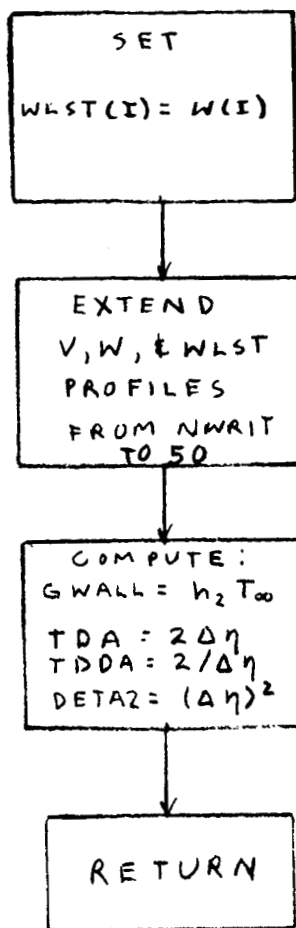 SET
WLST(I) = W(I)
EXTEND
V, W, & WLST
PROFILES
FROM NWRIT
TO 50
COMPUTE:
GWALL = h₂ T∞
TDA = 2Δη
TDDA = 2/Δη
DETA2 = (Δη)²
RETURN